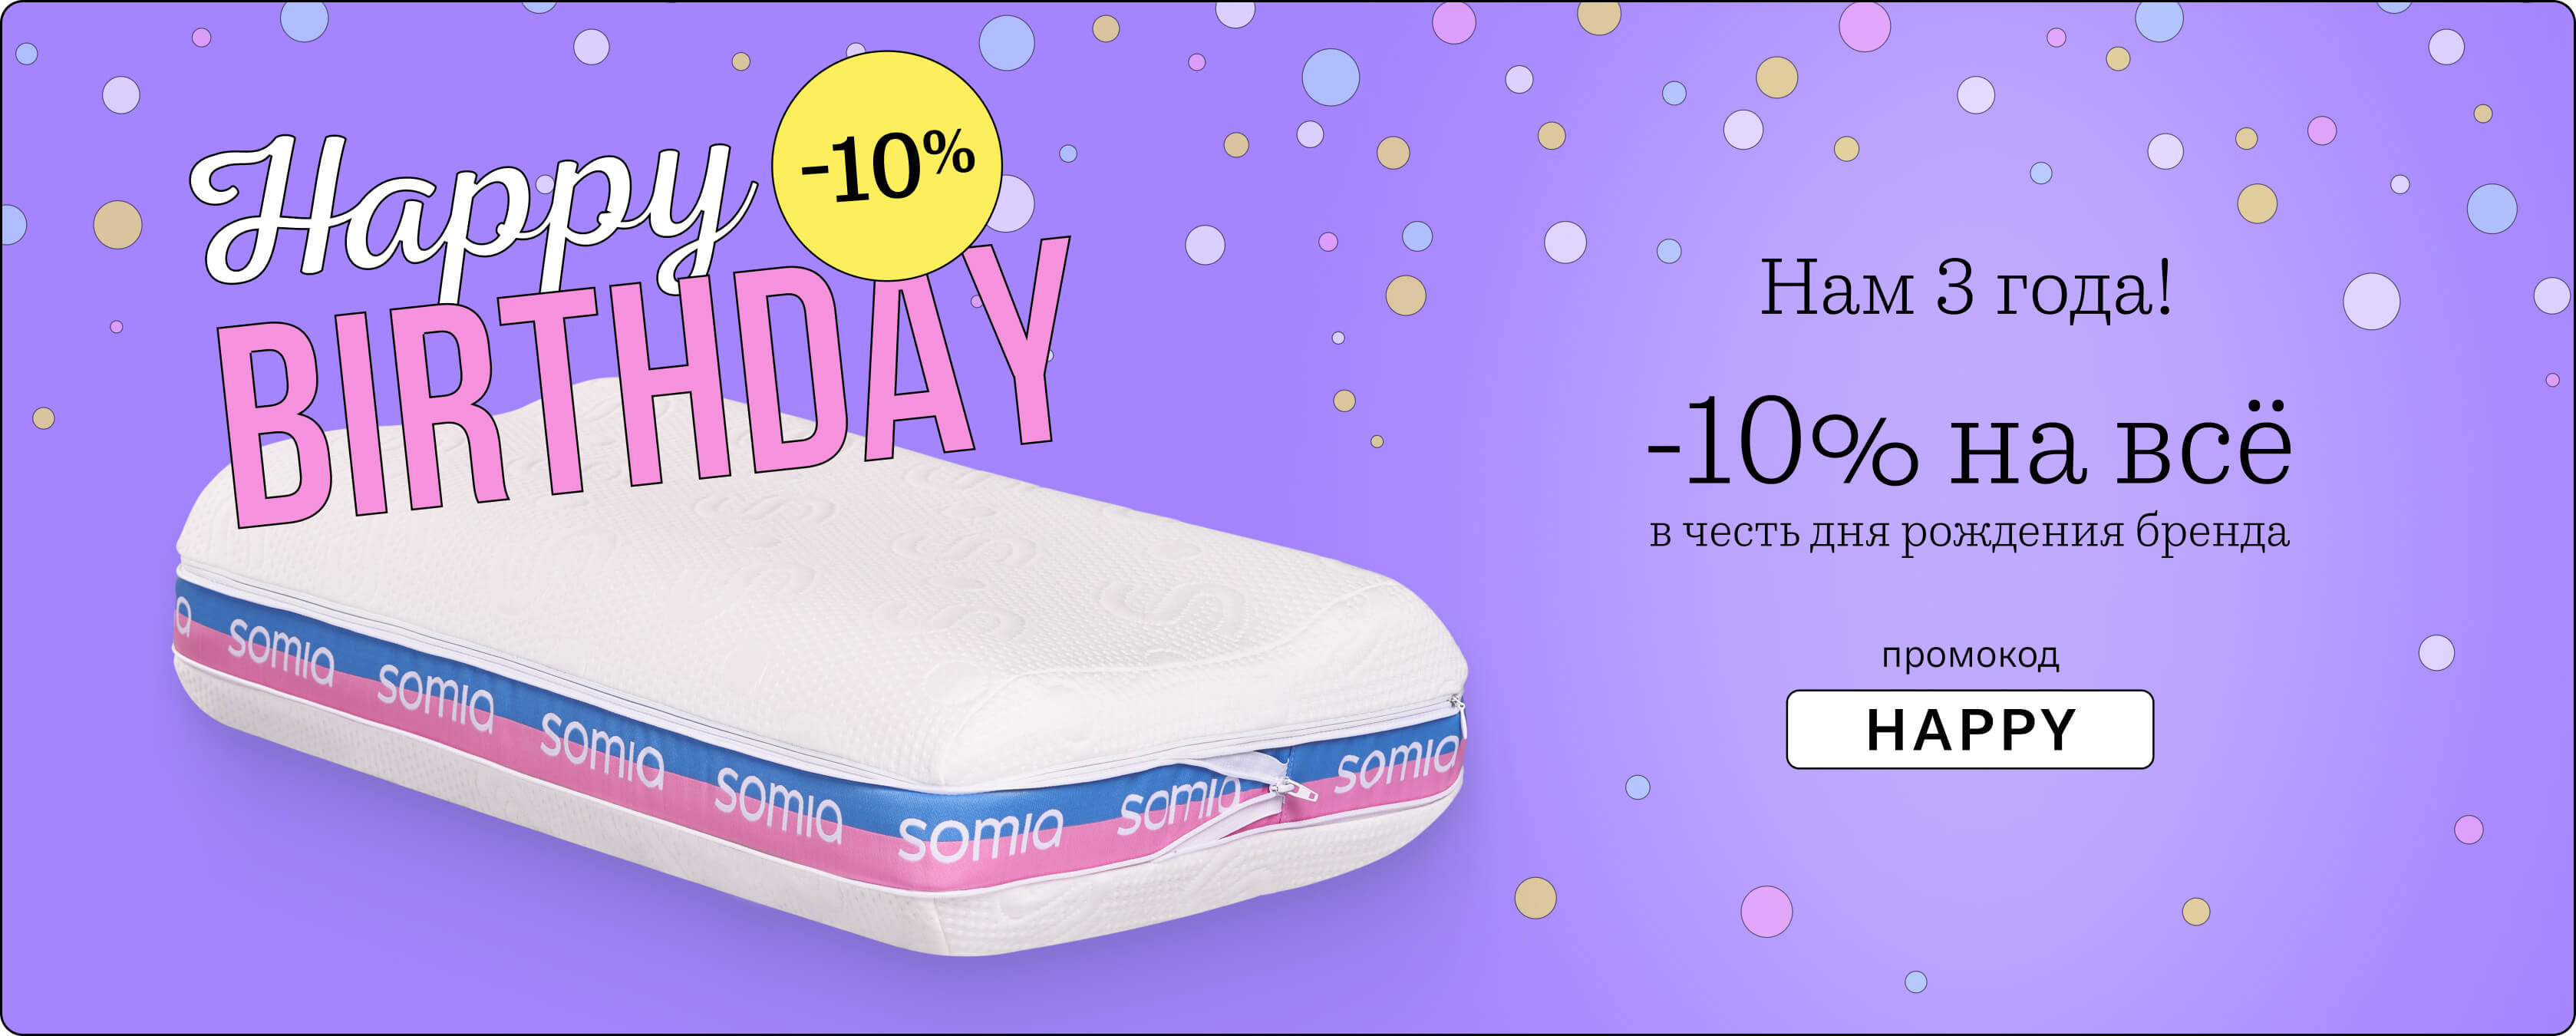 Happy
-10%
BIRTHDAY
Нам 3 года!
-10% на всё
в честь дня рождения бренда
промокод
HAPPY
somia somia somia somia somia somia somia